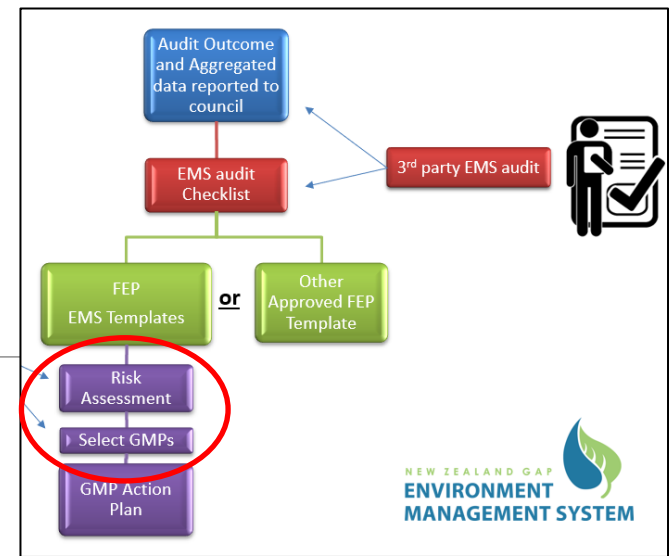 Audit Outcome
and Aggregated
data reported to
council
EMS audit
Checklist
3rd party EMS audit
FEP
EMS Templates
or
Other
Approved FEP
Template
Risk
Assessment
Select GMPs
GMP Action
Plan
NEW ZEALAND GAP
ENVIRONMENT
MANAGEMENT SYSTEM